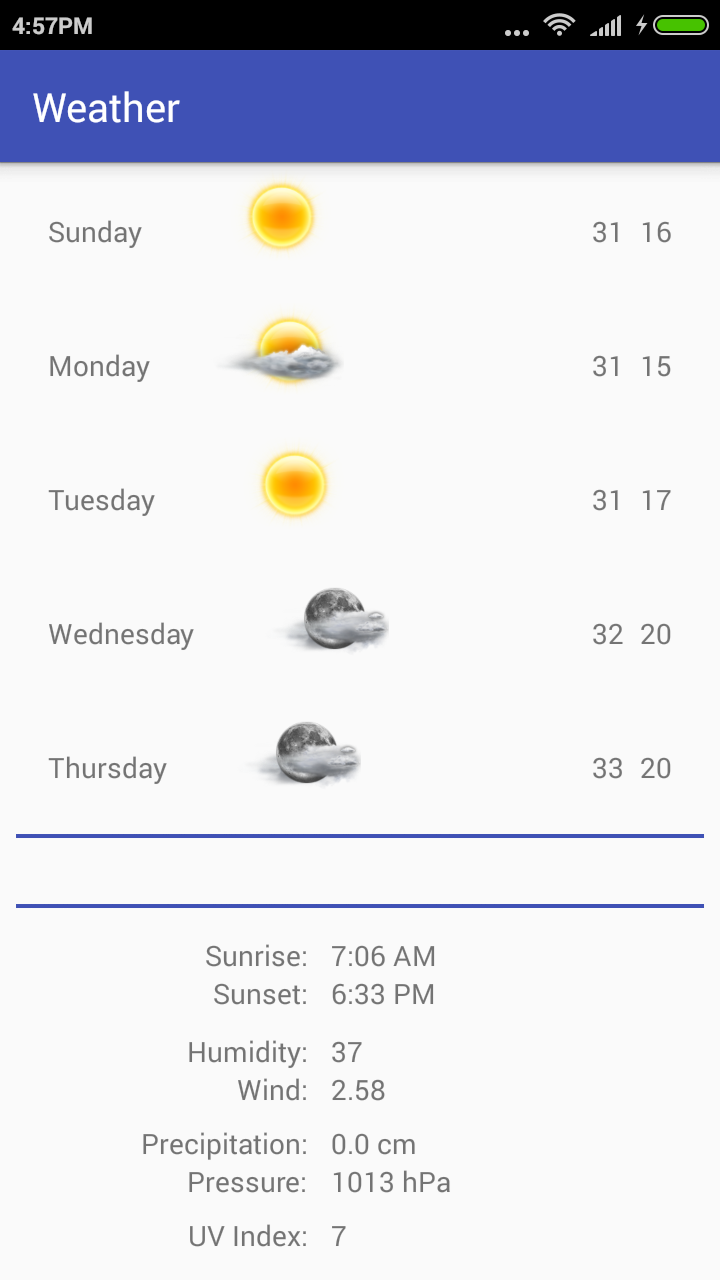 4:57PM
Weather
Sunday 31 16
Monday 31 15
Tuesday 31 17
Wednesday 32 20
Thursday 33 20
Sunrise: 7:06 AM
Sunset: 6:33 PM
Humidity: 37
Wind: 2.58
Precipitation: 0.0 cm
Pressure: 1013 hPa
UV Index: 7